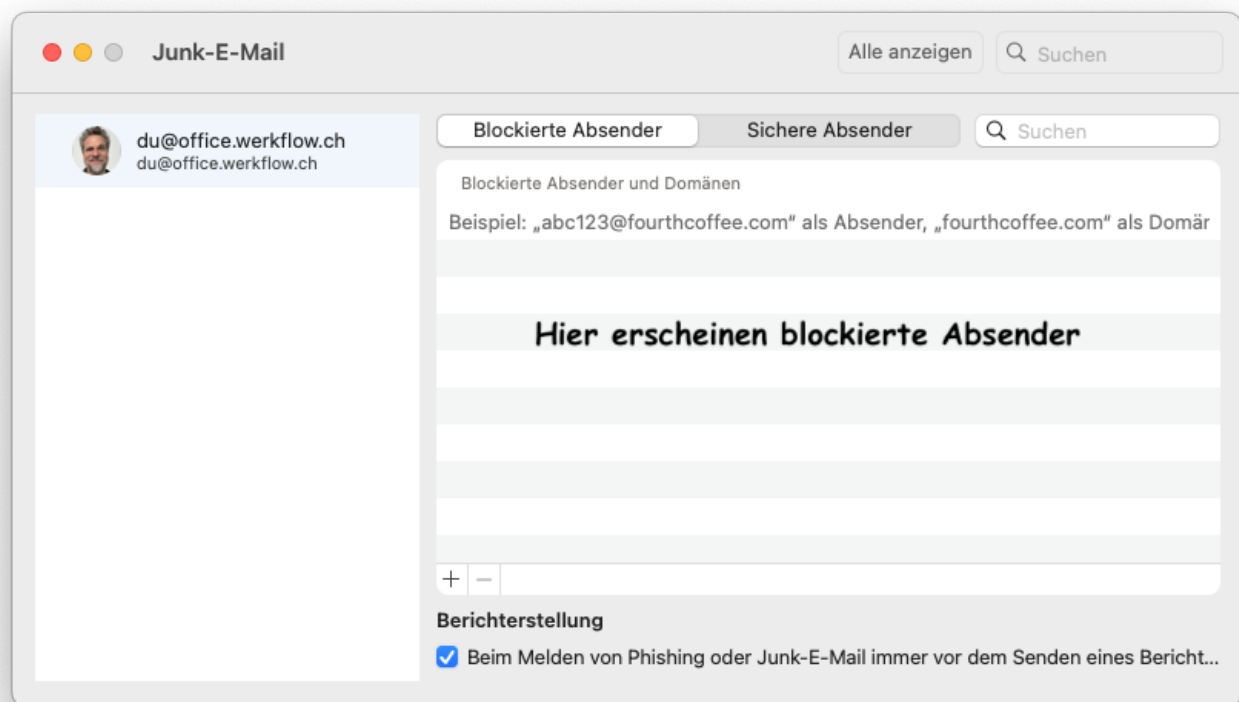 Junk-E-Mail
Alle anzeigen
Suchen
du@office.werkflow.ch
du@office.werkflow.ch
Blockierte Absender
Sichere Absender
Suchen
Blockierte Absender und Domänen
Beispiel: „abc123@fourthcoffee.com“ als Absender, „fourthcoffee.com“ als Domär
Hier erscheinen blockierte Absender
Berichterstellung
Beim Melden von Phishing oder Junk-E-Mail immer vor dem Senden eines Bericht...